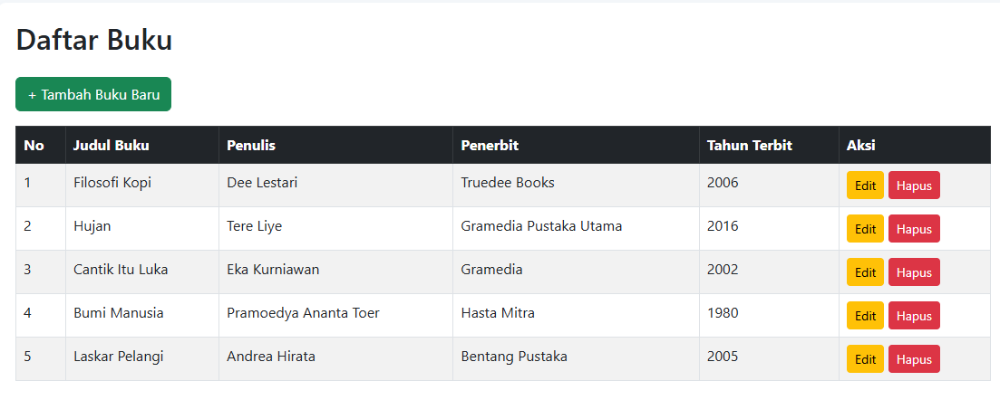 Daftar Buku
+ Tambah Buku Baru
No Judul Buku Penulis Penerbit Tahun Terbit Aksi
1 Filosofi Kopi Dee Lestari Truedee Books 2006 Edit Hapus
2 Hujan Tere Liye Gramedia Pustaka Utama 2016 Edit Hapus
3 Cantik Itu Luka Eka Kurniawan Gramedia 2002 Edit Hapus
4 Bumi Manusia Pramoedya Ananta Toer Hasta Mitra 1980 Edit Hapus
5 Laskar Pelangi Andrea Hirata Bentang Pustaka 2005 Edit Hapus